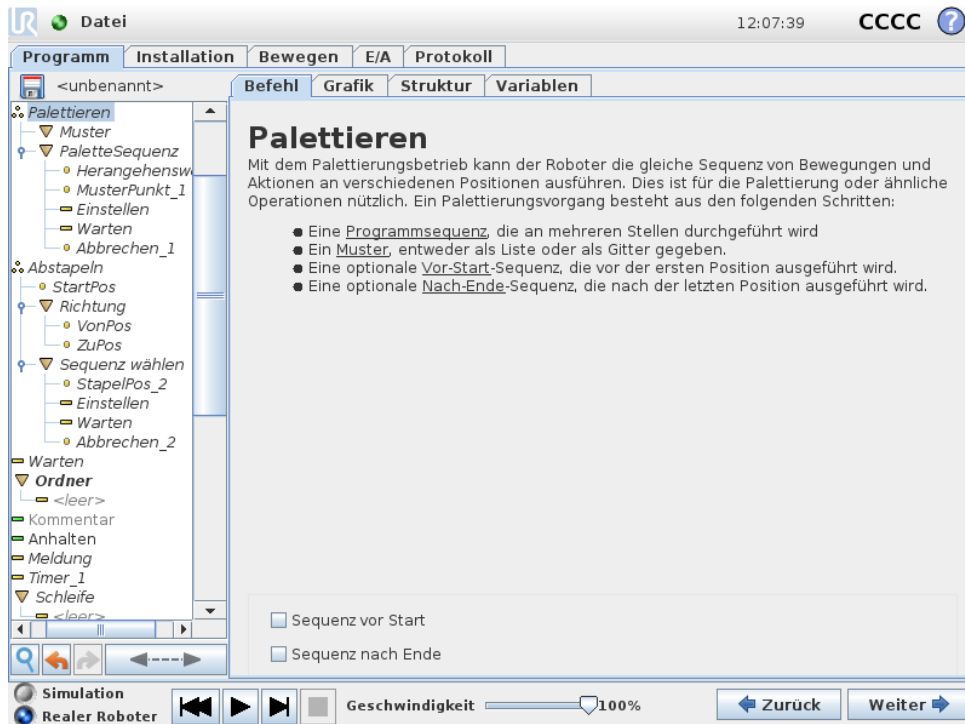 UR Datei 12:07:39 CCCC ?
Programm Installation Bewegen E/A Protokoll
<unbenannt>
Befehl Grafik Struktur Variablen
Palettieren
Muster
PaletteSequenz
Herangehensw
MusterPunkt_1
Einstellen
Warten
Abbrechen_1
Abstapeln
StartPos
Richtung
VonPos
ZuPos
Sequenz wählen
StapelPos_2
Einstellen
Warten
Abbrechen_2
Warten
Ordner
<leer>
Kommentar
Anhalten
Meldung
Timer_1
Schleife
<leer>
Palettieren
Mit dem Palettierungsbetrieb kann der Roboter die gleiche Sequenz von Bewegungen und
Aktionen an verschiedenen Positionen ausführen. Dies ist für die Palettierung oder ähnliche
Operationen nützlich. Ein Palettierungsvorgang besteht aus den folgenden Schritten:
Eine Programmsequenz, die an mehreren Stellen durchgeführt wird
Ein Muster, entweder als Liste oder als Gitter gegeben.
Eine optionale Vor-Start-Sequenz, die vor der ersten Position ausgeführt wird.
Eine optionale Nach-Ende-Sequenz, die nach der letzten Position ausgeführt wird.
Sequenz vor Start
Sequenz nach Ende
Simulation
Realer Roboter
Geschwindigkeit 100%
Zurück Weiter